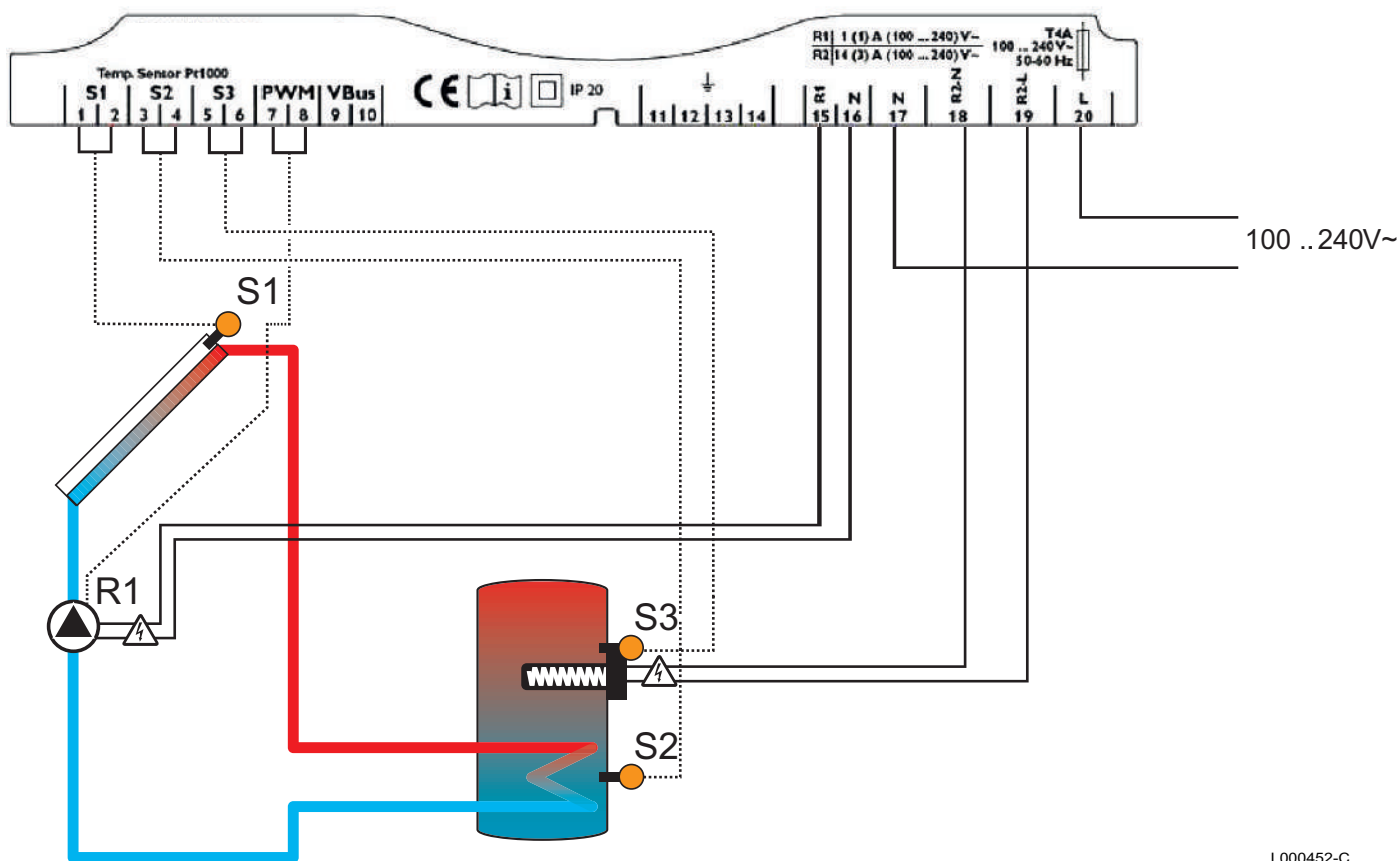 R1 1 (1) A (100 ... 240) V~
R2 14 (3) A (100 ... 240) V~
T4A
100 ... 240 V~
50-60 Hz
Temp. Sensor Pt1000
S1 S2 S3 PWM VBus
CE i IP 20
R1 N N R2-N R2-L L
1 2 3 4 5 6 7 8 9 10 11 12 13 14 15 16 17 18 19 20
100 .. 240V~
S1
R1
S3
S2
L000452-C